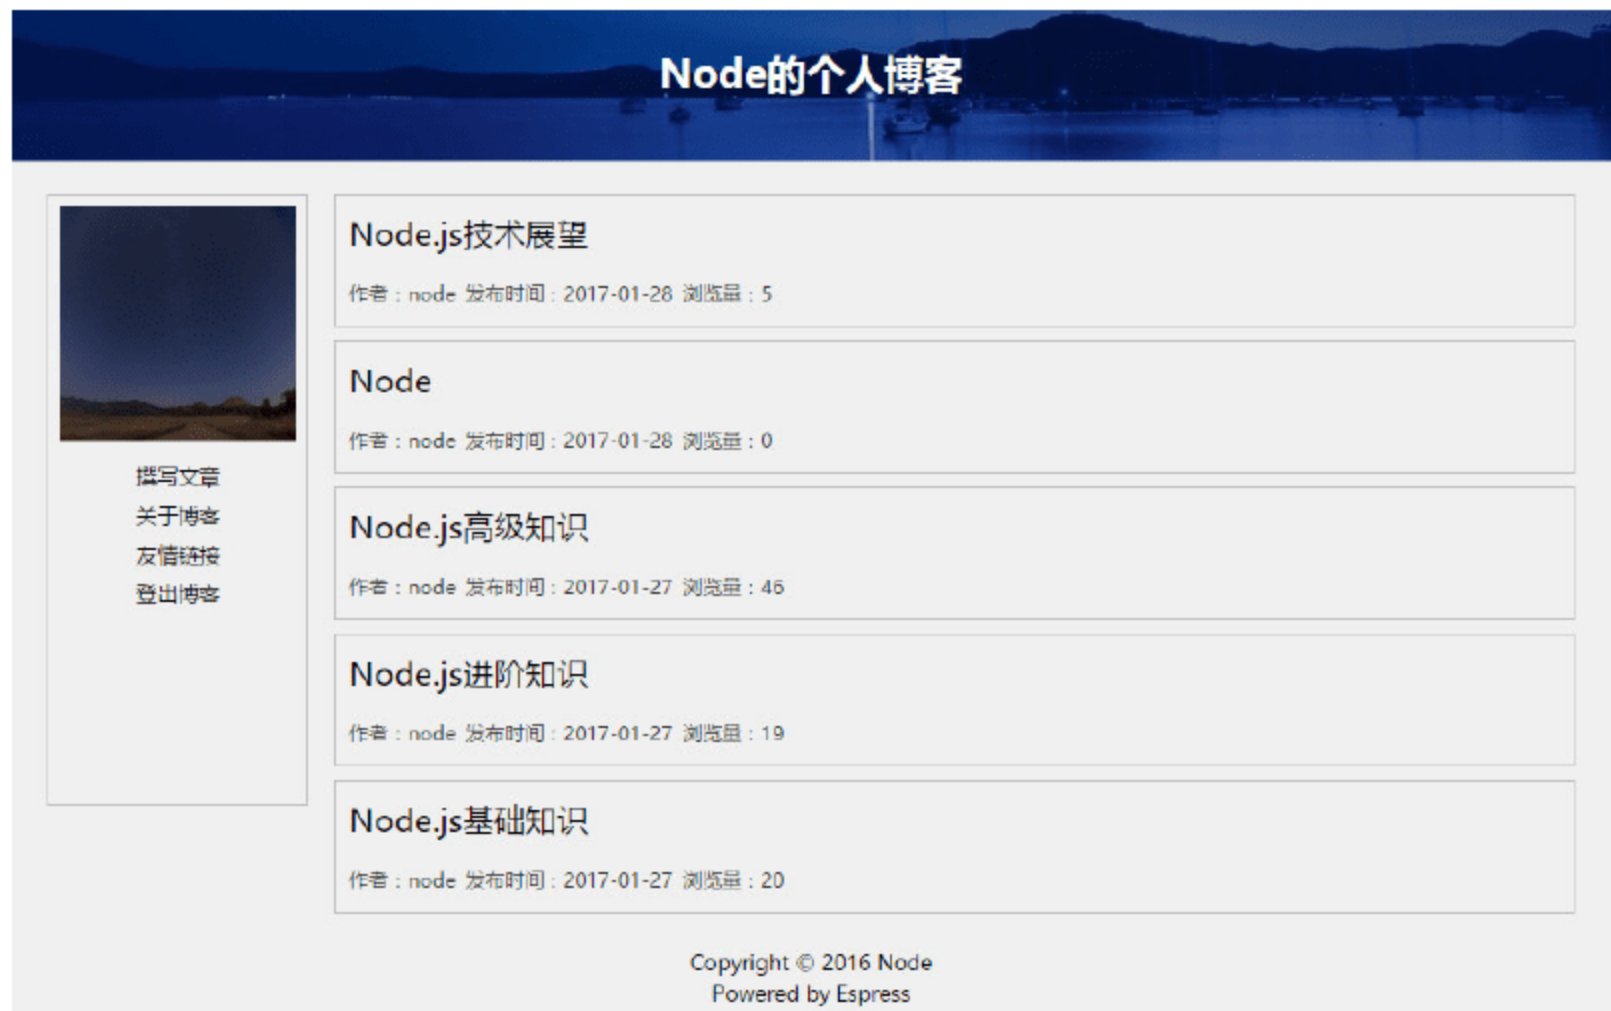 Node的个人博客
撰写文章
关于博客
友情链接
登出博客
Node.js技术展望
作者：node 发布时间：2017-01-28 浏览量：5
Node
作者：node 发布时间：2017-01-28 浏览量：0
Node.js高级知识
作者：node 发布时间：2017-01-27 浏览量：46
Node.js进阶知识
作者：node 发布时间：2017-01-27 浏览量：19
Node.js基础知识
作者：node 发布时间：2017-01-27 浏览量：20
Copyright © 2016 Node
Powered by Espress